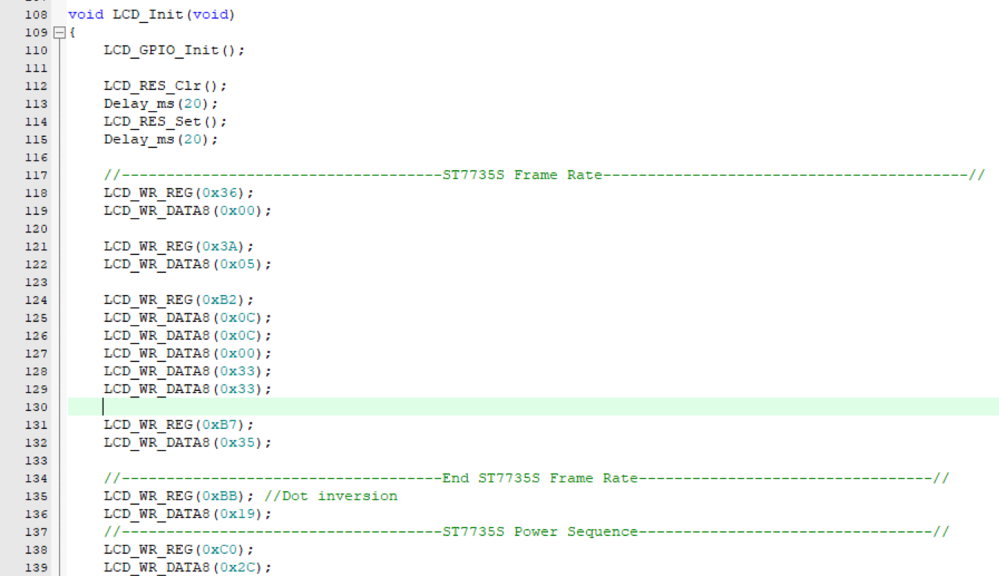 108 void LCD_Init(void)
109 {
110 LCD_GPIO_Init();
111
112 LCD_RES_Clr();
113 Delay_ms(20);
114 LCD_RES_Set();
115 Delay_ms(20);
116
117 //------------------------------------ST7735S Frame Rate-----------------------------------------//
118 LCD_WR_REG(0x36);
119 LCD_WR_DATA8(0x00);
120
121 LCD_WR_REG(0x3A);
122 LCD_WR_DATA8(0x05);
123
124 LCD_WR_REG(0xB2);
125 LCD_WR_DATA8(0x0C);
126 LCD_WR_DATA8(0x0C);
127 LCD_WR_DATA8(0x00);
128 LCD_WR_DATA8(0x33);
129 LCD_WR_DATA8(0x33);
130
131 LCD_WR_REG(0xB7);
132 LCD_WR_DATA8(0x35);
133
134 //------------------------------------End ST7735S Frame Rate---------------------------------//
135 LCD_WR_REG(0xBB); //Dot inversion
136 LCD_WR_DATA8(0x19);
137 //------------------------------------ST7735S Power Sequence---------------------------------//
138 LCD_WR_REG(0xC0);
139 LCD_WR_DATA8(0x2C);